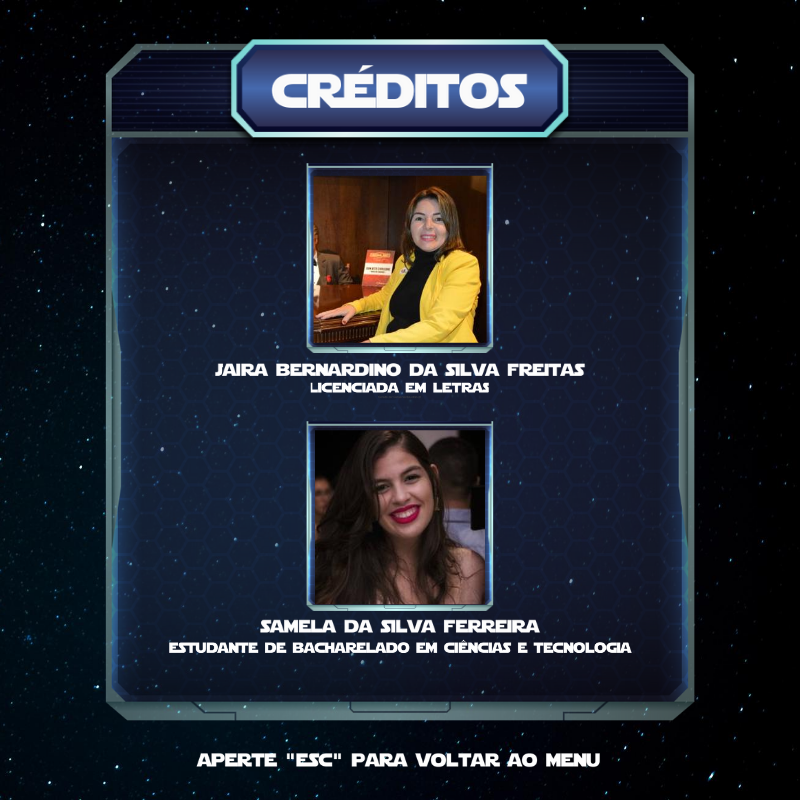 CRÉDITOS
JAIRA BERNARDINO DA SILVA FREITAS
LICENCIADA EM LETRAS
SAMELA DA SILVA FERREIRA
ESTUDANTE DE BACHARELADO EM CIÊNCIAS E TECNOLOGIA
APERTE "ESC" PARA VOLTAR AO MENU